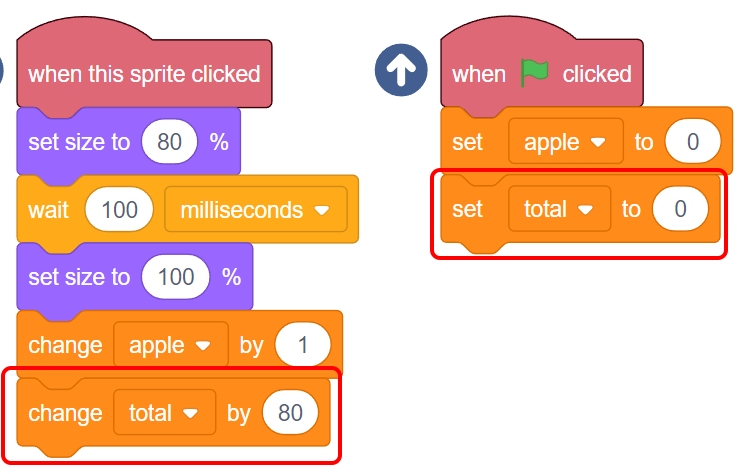 when this sprite clicked
set size to 80 %
wait 100 milliseconds
set size to 100 %
change apple by 1
change total by 80
when clicked
set apple to 0
set total to 0